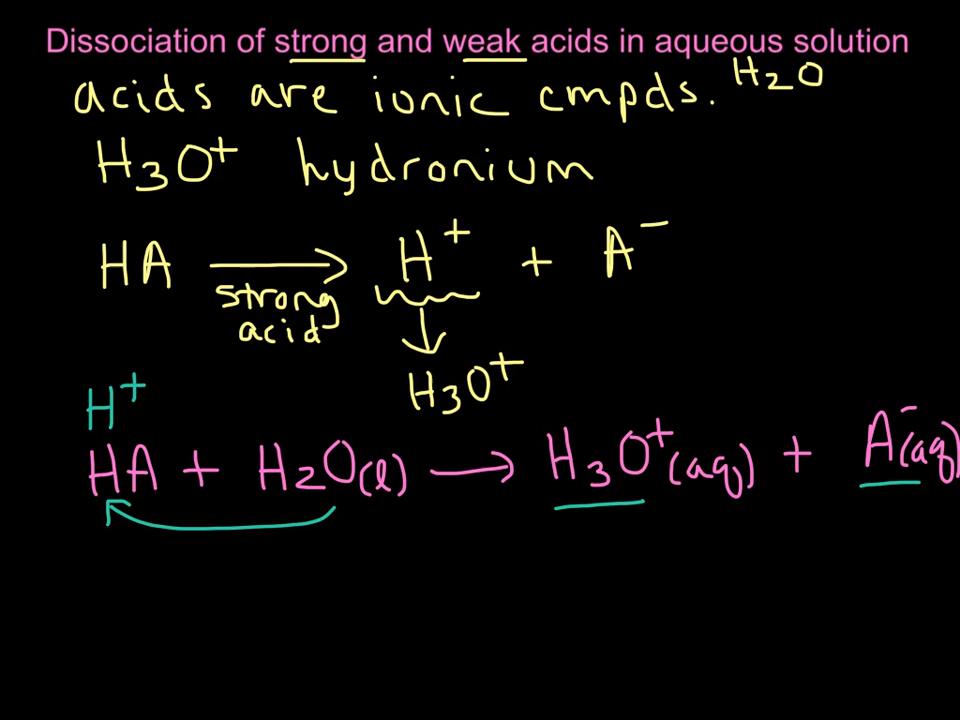 Dissociation of strong and weak acids in aqueous solution
acids are ionic cmpds. H2O
H3O+ hydronium
HA → H+ + A-
strong
acid
H3O+
H+
HA + H2O(l) → H3O+(aq) + A-(aq)